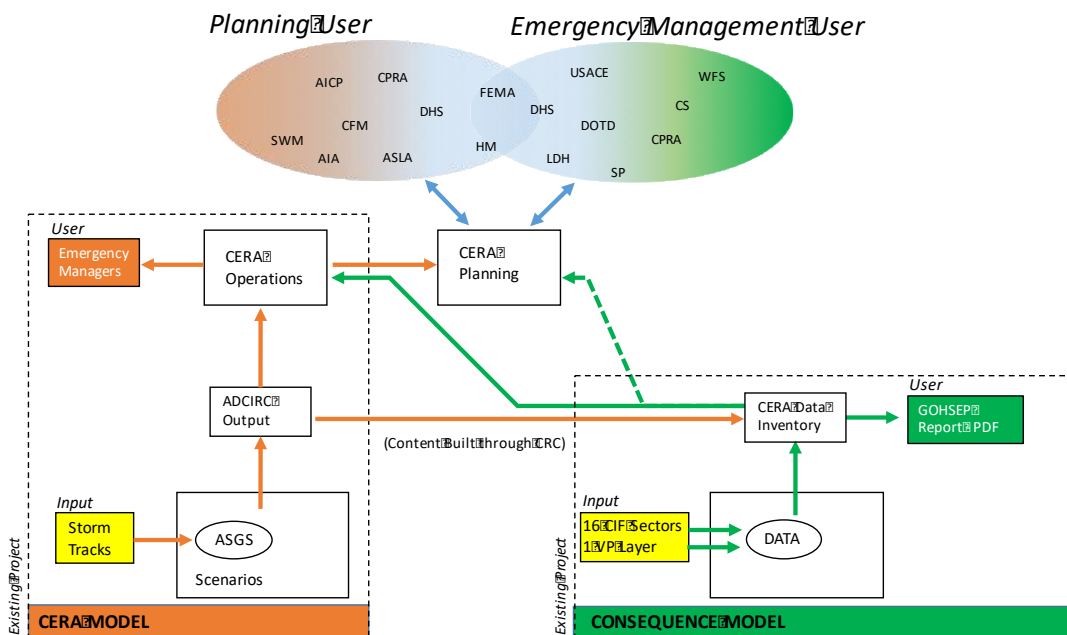 Planning User
Emergency Management User
AICP
CPRA
USACE
WFS
FEMA
DHS
DHS
CS
CFM
DOTD
SWM
HM
CPRA
AIA
ASLA
LDH
SP
User
Emergency
Managers
CERA
Operations
CERA
Planning
ADCIRC
Output
(Content Built through CRC)
CERA Data
Inventory
User
GOHSEP
Report PDF
Input
Storm
Tracks
ASGS
Scenarios
Input
16 CIF Sectors
1 VP Layer
DATA
Existing Project
CERA MODEL
Existing Project
CONSEQUENCE MODEL